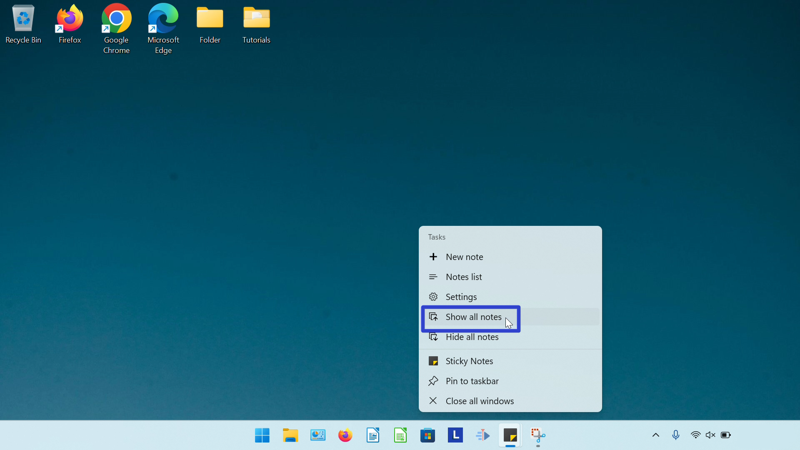 Recycle Bin
Firefox
Google
Chrome
Microsoft
Edge
Folder
Tutorials
Tasks
New note
Notes list
Settings
Show all notes
Hide all notes
Sticky Notes
Pin to taskbar
Close all windows
L